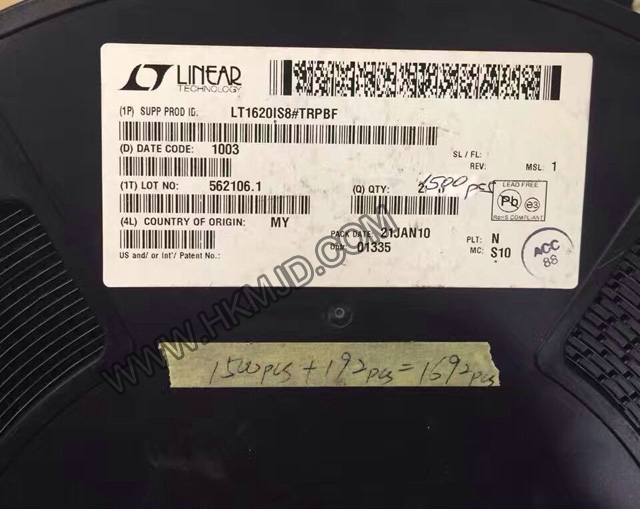 LINEAR
TECHNOLOGY
(1P) SUPP PROD ID: LT1620IS8#TRPBF
(D) DATE CODE: 1003
SL / FL:
REV: MSL: 1
(1T) LOT NO: 562106.1 (Q) QTY: 1500 pcs
LEAD FREE
Pb e3
RoHS COMPLIANT
(4L) COUNTRY OF ORIGIN: MY
PACK DATE: 21JAN10 PLT: N
01335 MC: S10
ACC
88
US and/ or Int'/ Patent No.:
WWW.HKMJD.COM
1500pcs + 192pcs = 1692pcs